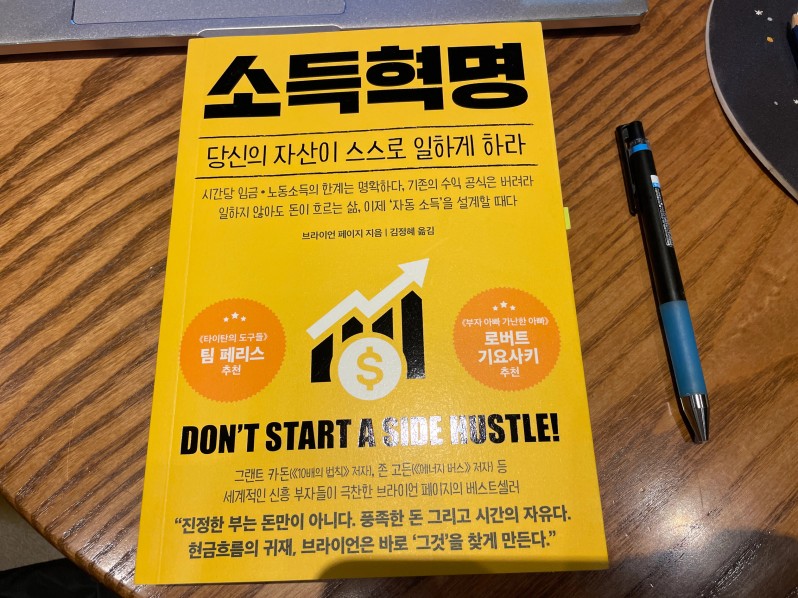 소득혁명
당신의 자산이 스스로 일하게 하라
시간당 임금·노동소득의 한계는 명확하다, 기존의 수익 공식은 버려라
일하지 않아도 돈이 흐르는 삶, 이제 '자동 소득'을 설계할 때다
브라이언 페이지 지음 | 김정혜 옮김
《타이탄의 도구들》
팀 페리스
추천
《부자 아빠 가난한 아빠》
로버트
기요사키
추천
$
DON'T START A SIDE HUSTLE!
그랜트 카돈(《10배의 법칙》 저자), 존 고든(《에너지 버스》 저자) 등
세계적인 신흥 부자들이 극찬한 브라이언 페이지의 베스트셀러
“진정한 부는 돈만이 아니다. 풍족한 돈 그리고 시간의 자유다.
현금흐름의 귀재, 브라이언은 바로 ‘그것’을 찾게 만든다.”